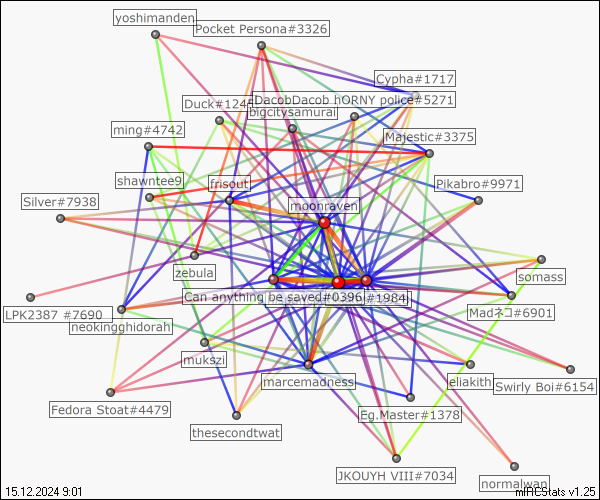 yoshimanden
Pocket Persona#3326
Cypha#1717
Duck#124
DacobDacob
hORNY police#5271
bigcitysamurai
ming#4742
Majestic#3375
shawntee9
frisout
Pikabro#9971
Silver#7938
moonraven
zebula
somass
Can anything be saved#0396
#1984
LPK2387 #7690
neokingghidorah
Madネコ#6901
mukszi
marcemadness
eliakith
Swirly Boi#6154
Fedora Stoat#4479
Eg.Master#1378
thesecondtwat
JKOUYH VIII#7034
normalwan
15.12.2024 9:01
mIRCStats v1.25